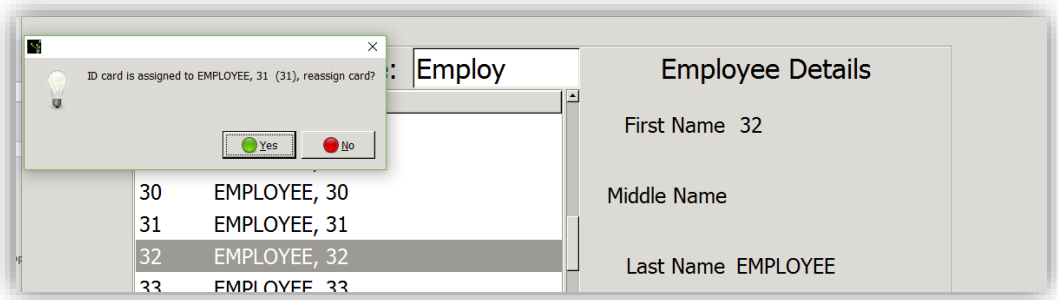 ID card is assigned to EMPLOYEE, 31 (31), reassign card?
Yes No
: Employ
30 EMPLOYEE, 30
31 EMPLOYEE, 31
32 EMPLOYEE, 32
33 EMPLOYEE, 33
Employee Details
First Name 32
Middle Name
Last Name EMPLOYEE